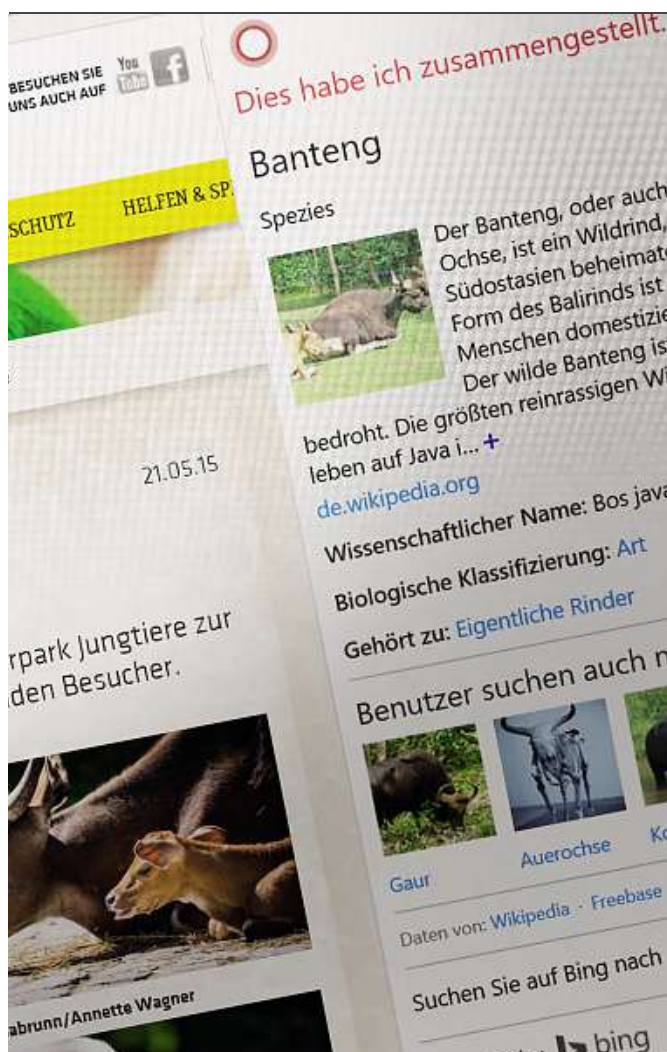 BESUCHEN SIE
UNS AUCH AUF
You
Tube
f
SCHUTZ
HELFEN & SP
21.05.15
rpark Jungtiere zur
den Besucher.
abrunn/Annette Wagner
Dies habe ich zusammengestellt.
Banteng
Spezies
Der Banteng, oder auch
Ochse, ist ein Wildrind,
Südostasien beheimat
Form des Balirinds ist
Menschen domestizie
Der wilde Banteng is
bedroht. Die größten reinrassigen Wi
leben auf Java i... +
de.wikipedia.org
Wissenschaftlicher Name: Bos java
Biologische Klassifizierung: Art
Gehört zu: Eigentliche Rinder
Benutzer suchen auch n
Gaur
Auerochse
Ko
Daten von: Wikipedia · Freebase
Suchen Sie auf Bing nach
bing